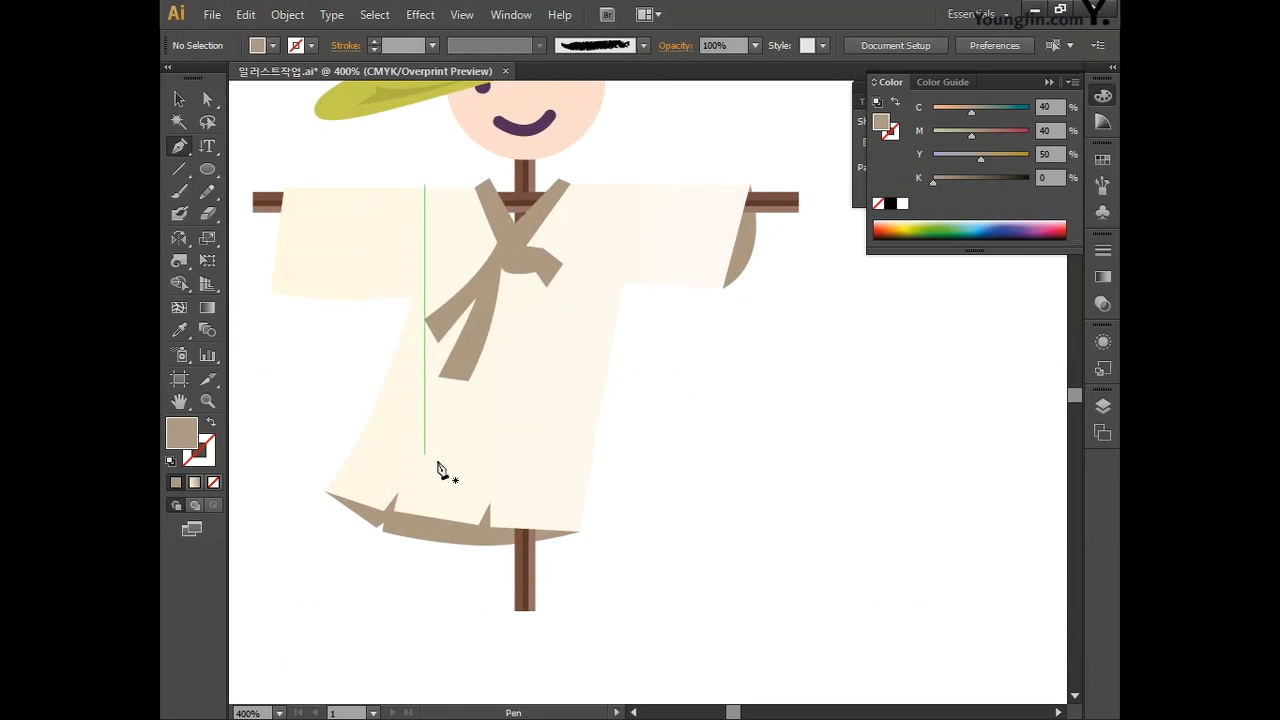 Ai File Edit Object Type Select Effect View Window Help Br Essentials
Younglin.com Y.
No Selection Stroke: Opacity: 100% Style: Document Setup Preferences
일러스트작업.ai* @ 400% (CMYK/Overprint Preview) ×
Color Color Guide
C 40 %
M 40 %
Y 50 %
K 0 %
400% 1 Pen